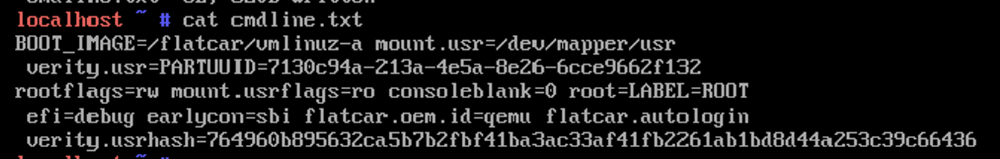 localhost ~ # cat cmdline.txt
BOOT_IMAGE=/flatcar/vmlinuz-a mount.usr=/dev/mapper/usr
verity.usr=PARTUUID=7130c94a-213a-4e5a-8e26-6cce9662f132
rootflags=rw mount.usrflags=ro consoleblank=0 root=LABEL=ROOT
efi=debug earlycon=sbi flatcar.oem.id=qemu flatcar.autologin
verity.usrhash=764960b895632ca5b7b2fbf41ba3ac33af41fb2261ab1bd8d44a253c39c66436